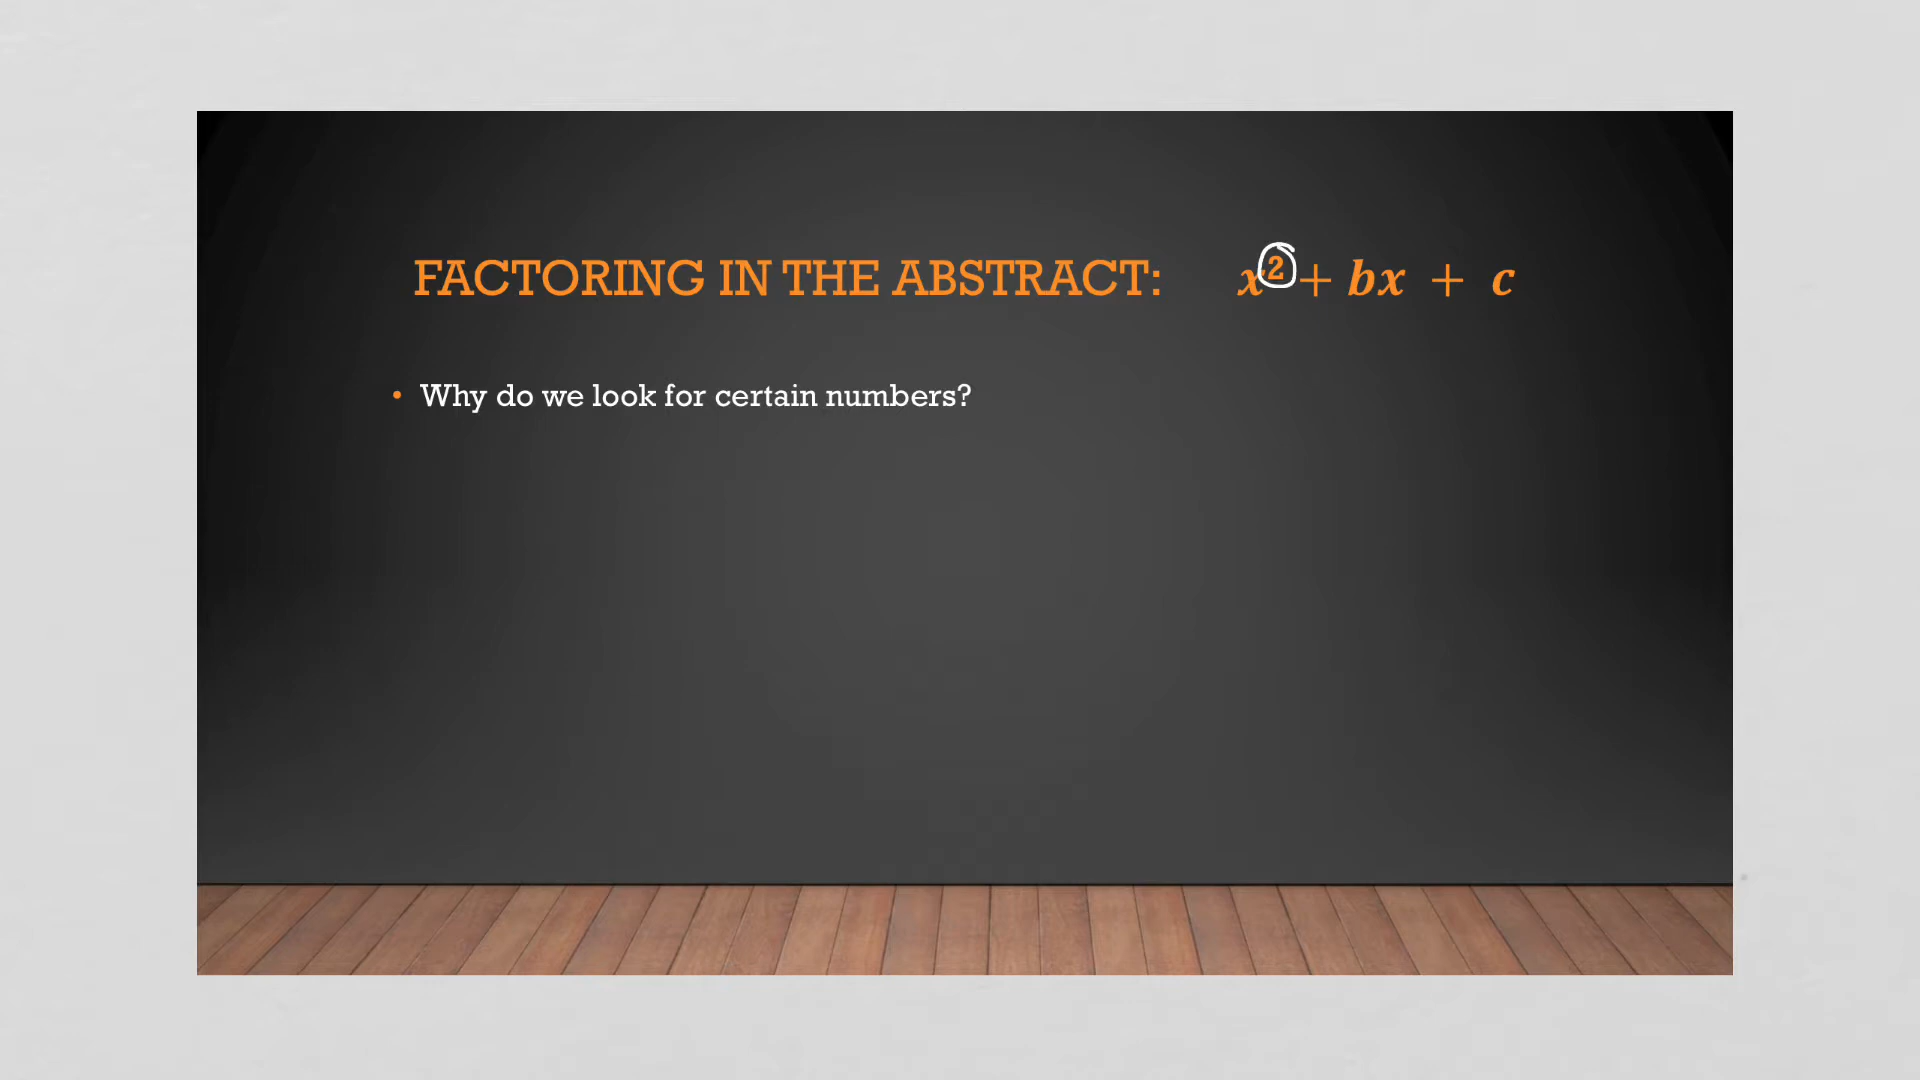 FACTORING IN THE ABSTRACT: x² + bx + c
• Why do we look for certain numbers?